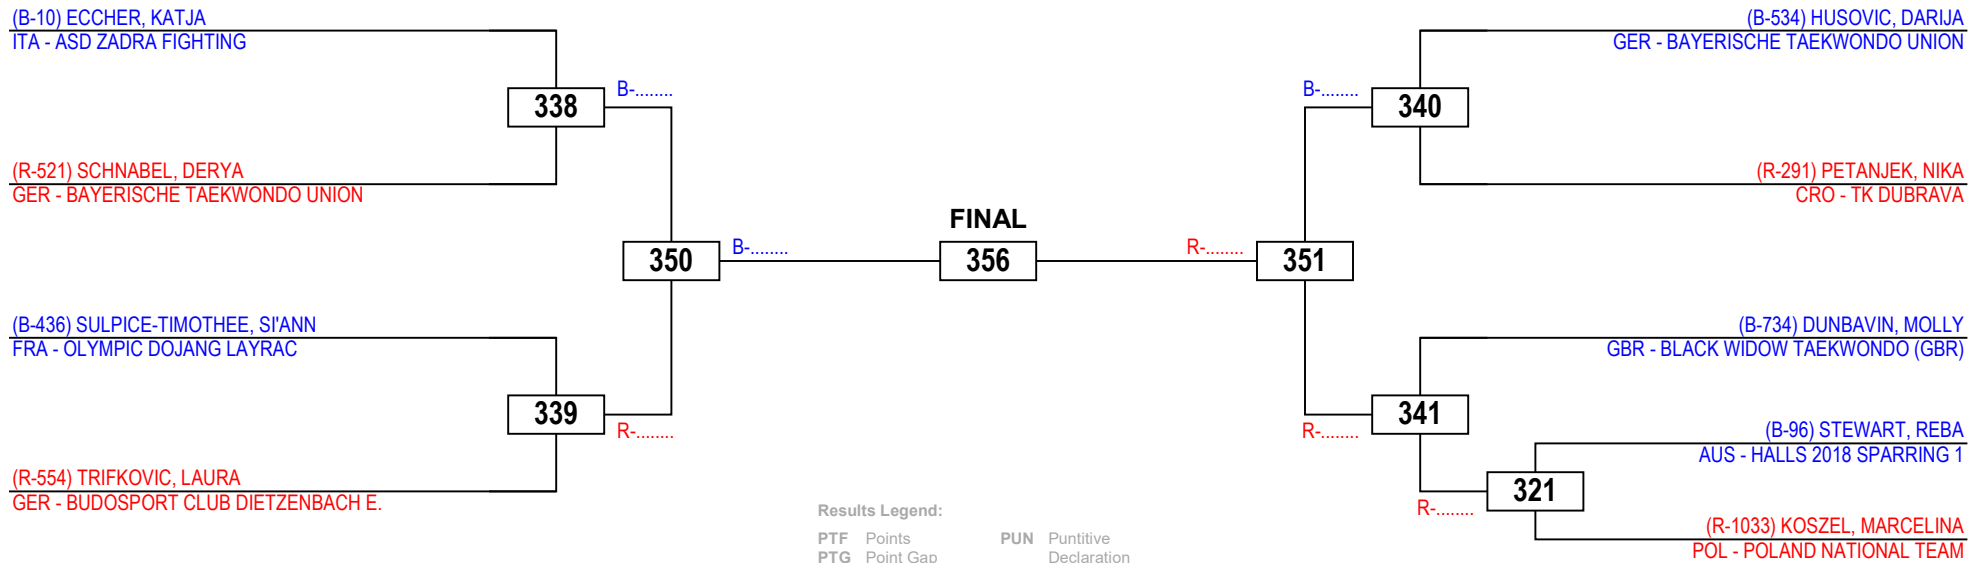 (B-10) ECCHER, KATJA
ITA - ASD ZADRA FIGHTING
338
B-........
(R-521) SCHNABEL, DERYA
GER - BAYERISCHE TAEKWONDO UNION
350
B-........
(B-436) SULPICE-TIMOTHEE, SI'ANN
FRA - OLYMPIC DOJANG LAYRAC
339
R-........
(R-554) TRIFKOVIC, LAURA
GER - BUDOSPORT CLUB DIETZENBACH E.
FINAL
356
(B-534) HUSOVIC, DARIJA
GER - BAYERISCHE TAEKWONDO UNION
B-........
340
(R-291) PETANJEK, NIKA
CRO - TK DUBRAVA
R-........
351
(B-734) DUNBAVIN, MOLLY
GBR - BLACK WIDOW TAEKWONDO (GBR)
R-........
341
(B-96) STEWART, REBA
AUS - HALLS 2018 SPARRING 1
R-........
321
(R-1033) KOSZEL, MARCELINA
POL - POLAND NATIONAL TEAM
Results Legend:
PTF Points PUN Puntitive
PTG Point Gap Declaration